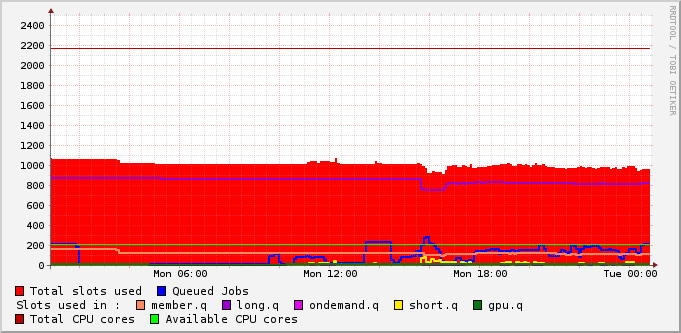 RRDTOOL / TOBI OETIKER
2400
2200
2000
1800
1600
1400
1200
1000
800
600
400
200
0
Mon 06:00 Mon 12:00 Mon 18:00 Tue 00:00
Total slots used Queued Jobs
Slots used in : member.q long.q ondemand.q short.q gpu.q
Total CPU cores Available CPU cores